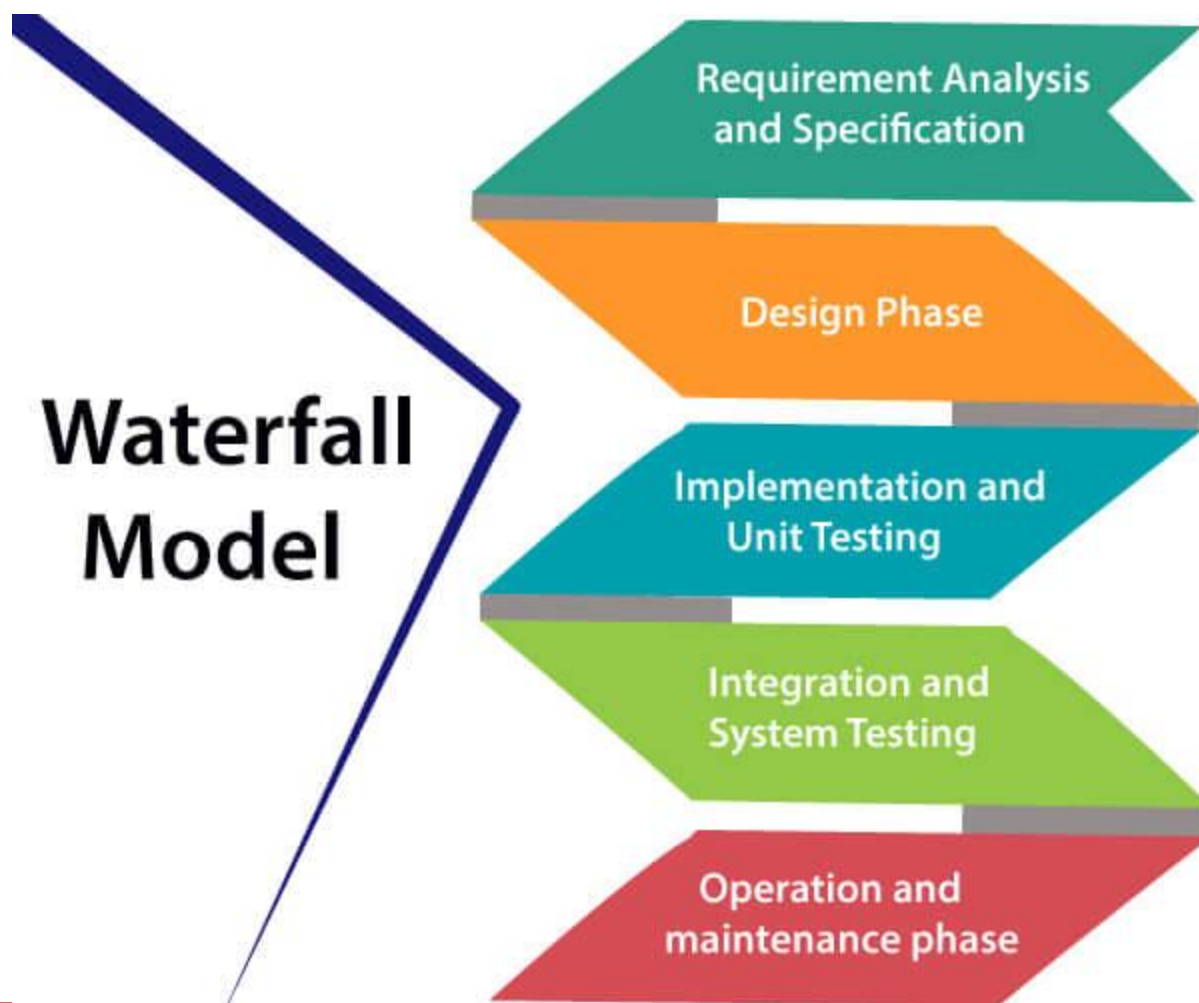 Waterfall
Model
Requirement Analysis
and Specification
Design Phase
Implementation and
Unit Testing
Integration and
System Testing
Operation and
maintenance phase